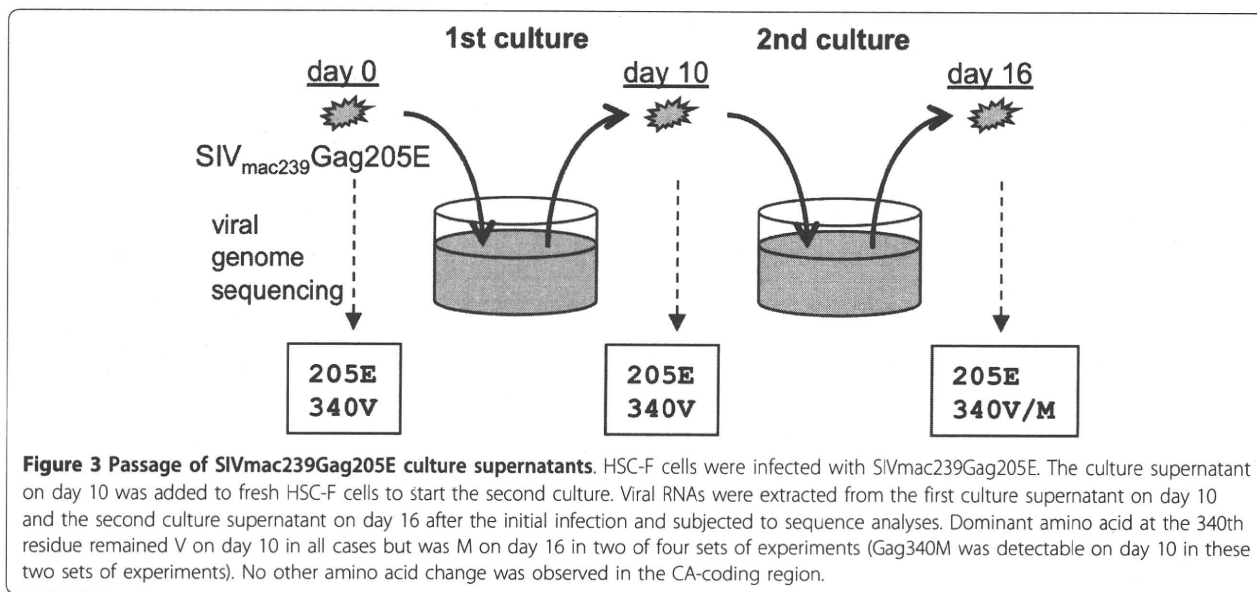 1st culture
2nd culture
day 0
day 10
day 16
SIVmac239Gag205E
viral
genome
sequencing
205E
340V
205E
340V
205E
340V/M
Figure 3 Passage of SIVmac239Gag205E culture supernatants. HSC-F cells were infected with SIVmac239Gag205E. The culture supernatant
on day 10 was added to fresh HSC-F cells to start the second culture. Viral RNAs were extracted from the first culture supernatant on day 10
and the second culture supernatant on day 16 after the initial infection and subjected to sequence analyses. Dominant amino acid at the 340th
residue remained V on day 10 in all cases but was M on day 16 in two of four sets of experiments (Gag340M was detectable on day 10 in these
two sets of experiments). No other amino acid change was observed in the CA-coding region.